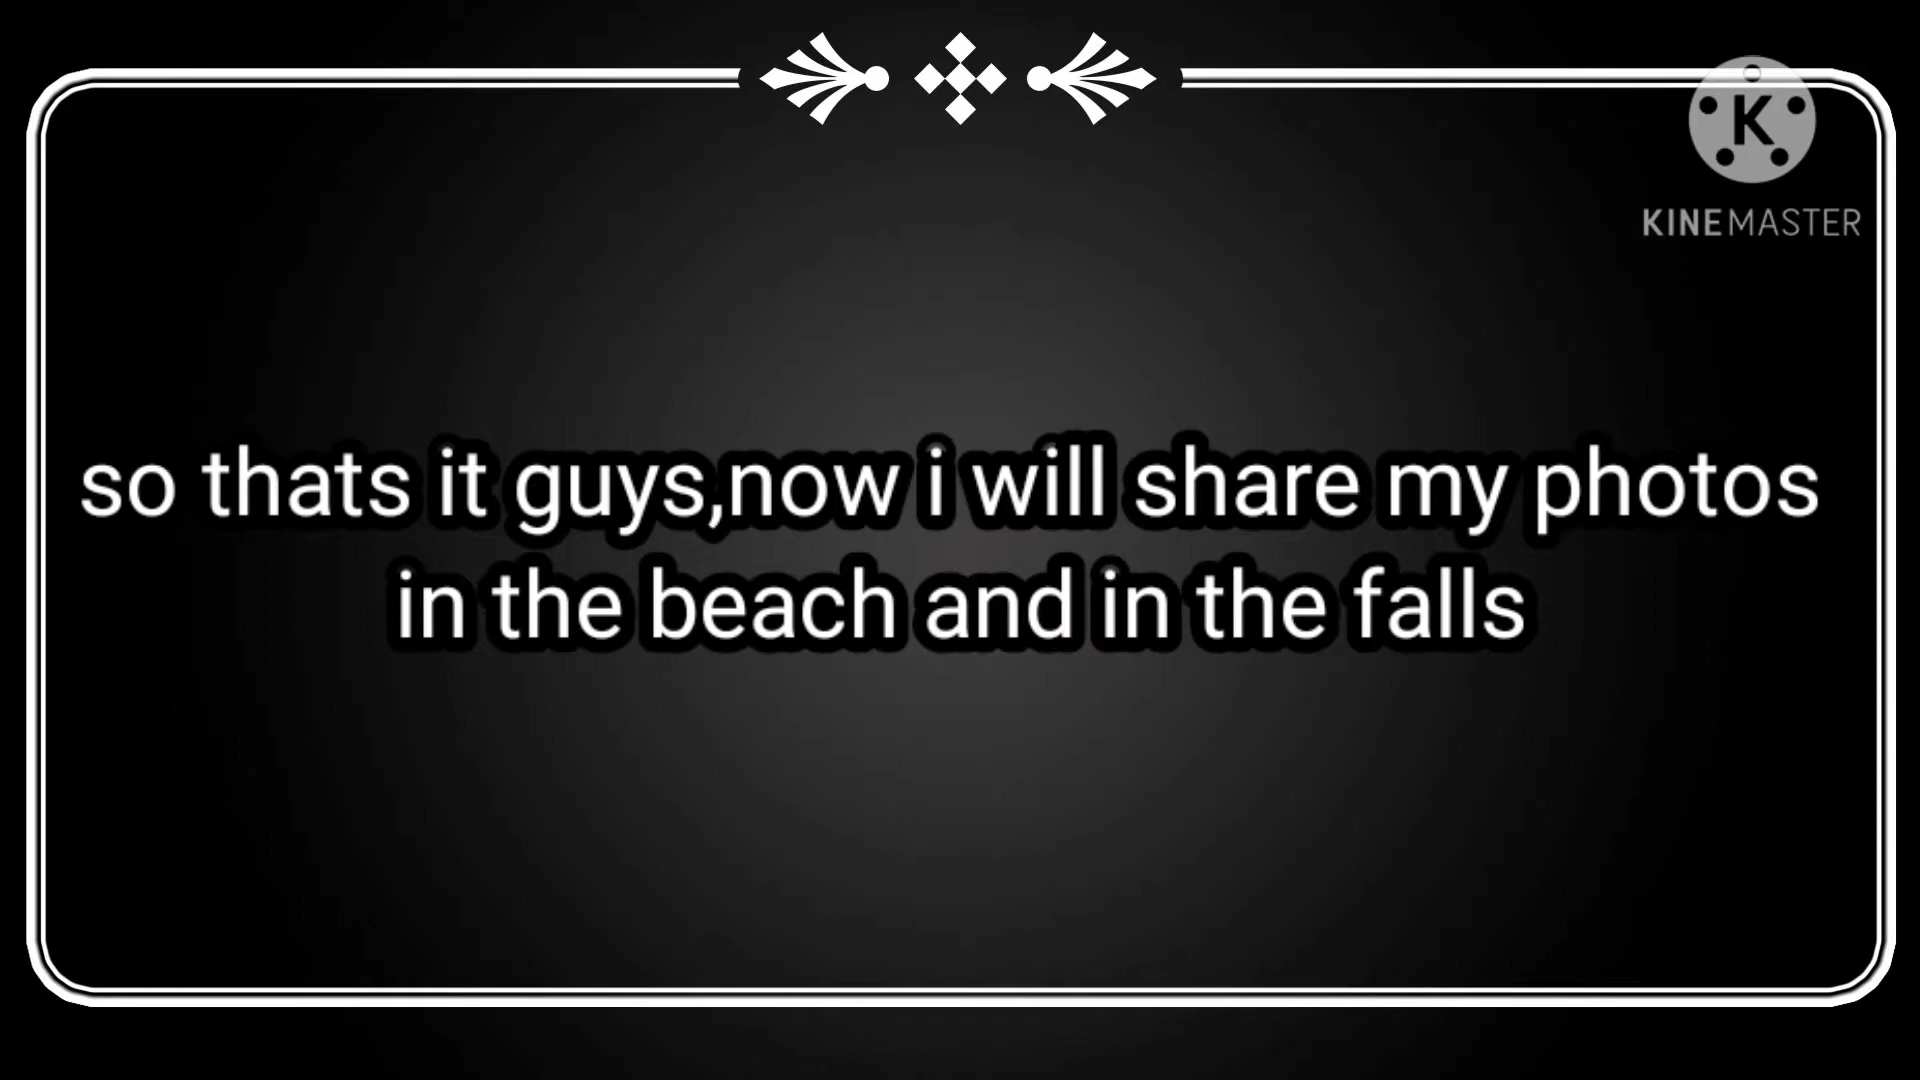 K
KINEMASTER
so thats it guys,now i will share my photos
in the beach and in the falls